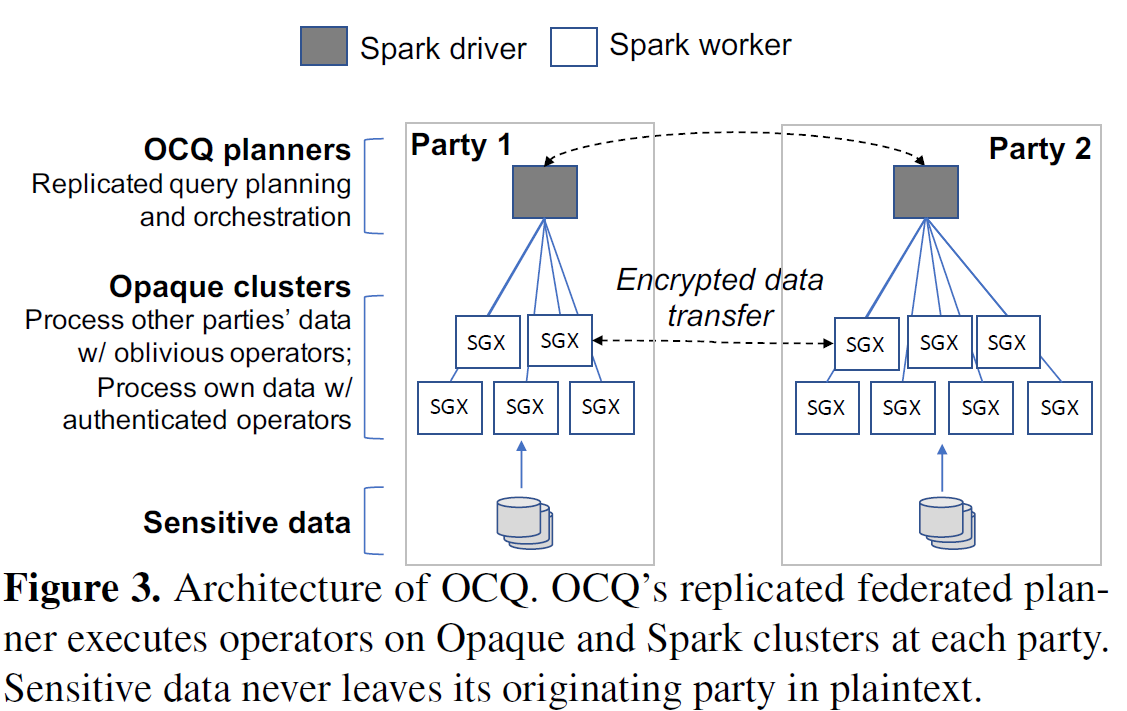 Spark driver
Spark worker
OCQ planners
Replicated query planning
and orchestration
Party 1
Party 2
Opaque clusters
Process other parties’ data
w/ oblivious operators;
Process own data w/
authenticated operators
Encrypted data
transfer
SGX
SGX
SGX
SGX
SGX
SGX
SGX
SGX
SGX
SGX
SGX
SGX
Sensitive data
Figure 3. Architecture of OCQ. OCQ’s replicated federated plan-
ner executes operators on Opaque and Spark clusters at each party.
Sensitive data never leaves its originating party in plaintext.